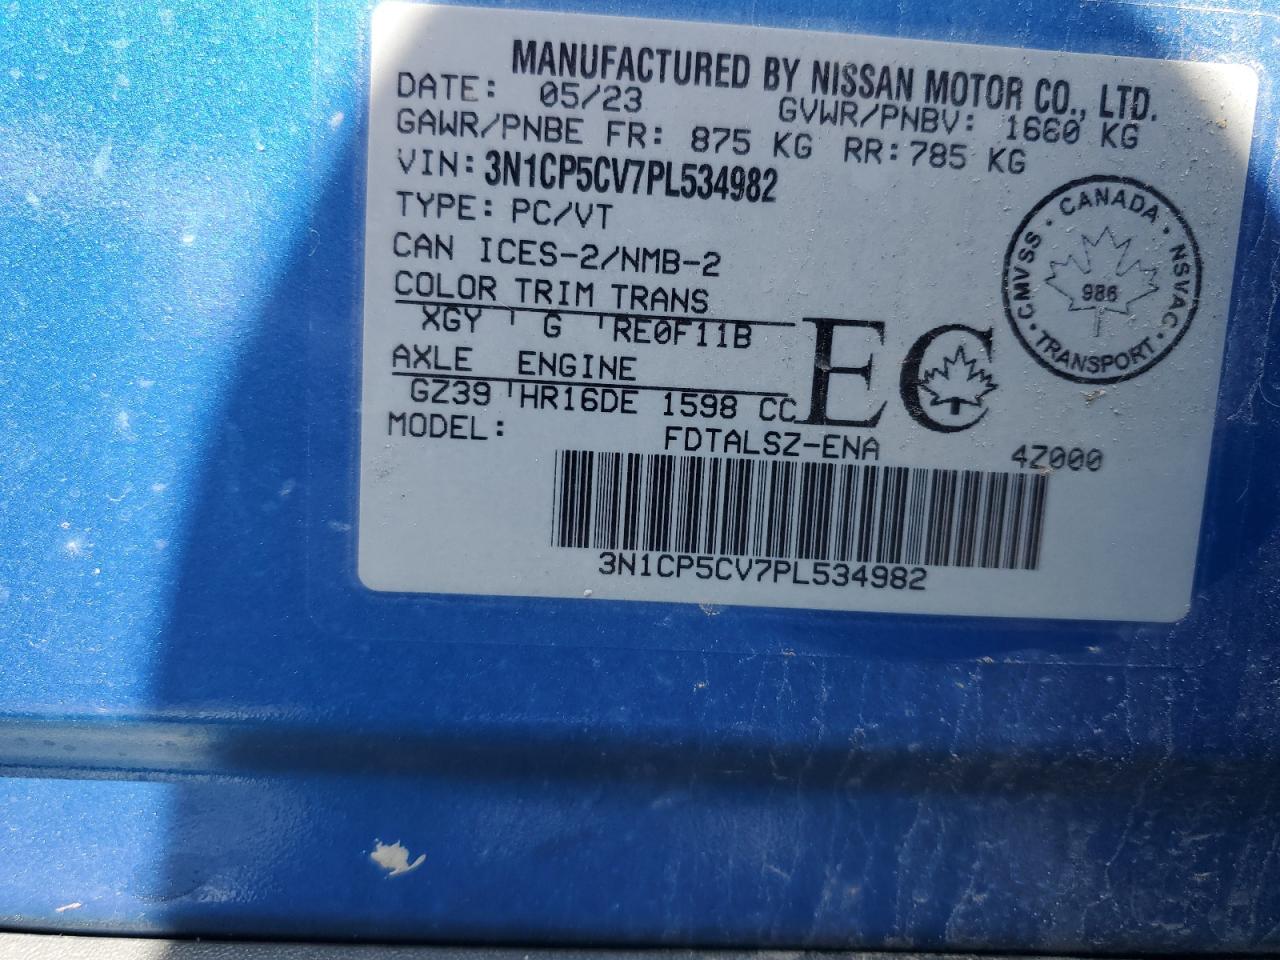 MANUFACTURED BY NISSAN MOTOR CO., LTD.
DATE: 05/23 GVWR/PNBV: 1660 KG
GAWR/PNBE FR: 875 KG RR:785 KG
VIN: 3N1CP5CV7PL534982
TYPE: PC/VT
CAN ICES-2/NMB-2
COLOR TRIM TRANS
XGY G RE0F11B
AXLE ENGINE
GZ39 HR16DE 1598 CC
EC
CANADA · NSVAC · TRANSPORT · CMVSS ·
986
MODEL: FDTALSZ-ENA 4Z000
3N1CP5CV7PL534982